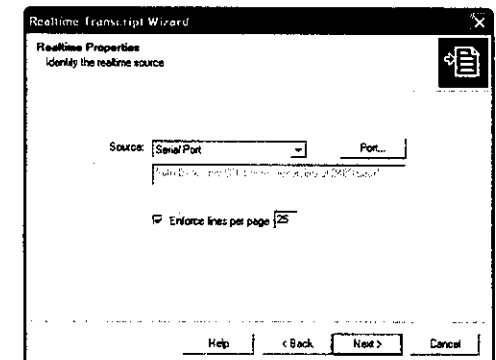 Realtime Transcript Wizard
Realtime Properties
Identify the realtime source
Source: Serial Port Port...
Enforce lines per page 25
Help < Back Next > Cancel